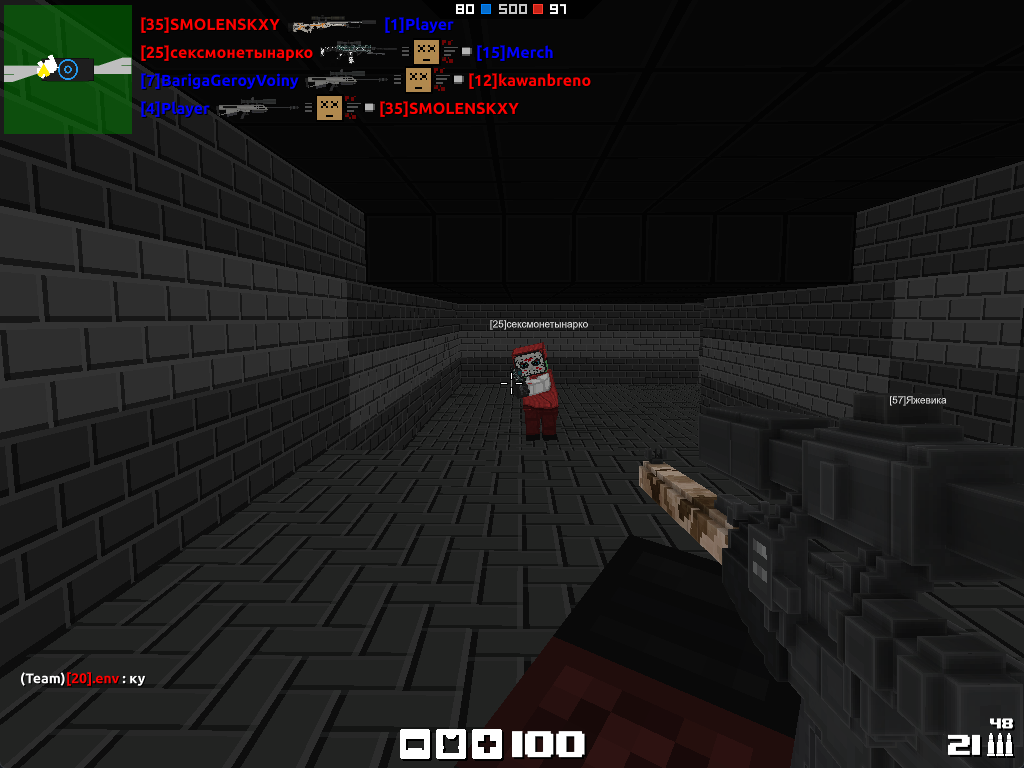 80 500 97
[35]SMOLENSKXY [1]Player
[25]сексмонетынарко [15]Merch
[7]BarigaGeroyVoiny [12]kawanbreno
[4]Player [35]SMOLENSKXY
[25]сексмонетынарко
[57]Яжевика
(Team)[20].env : ку
48
100 21